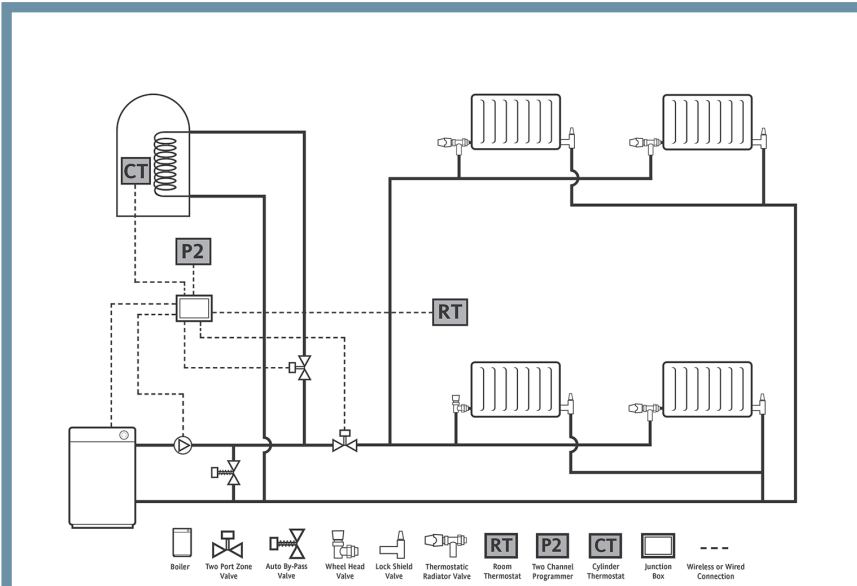 CT
P2
RT
RT
P2
CT
Boiler
Two Port Zone
Valve
Auto By-Pass
Valve
Wheel Head
Valve
Lock Shield
Valve
Thermostatic
Radiator Valve
Room
Thermostat
Two Channel
Programmer
Cylinder
Thermostat
Junction
Box
Wireless or Wired
Connection